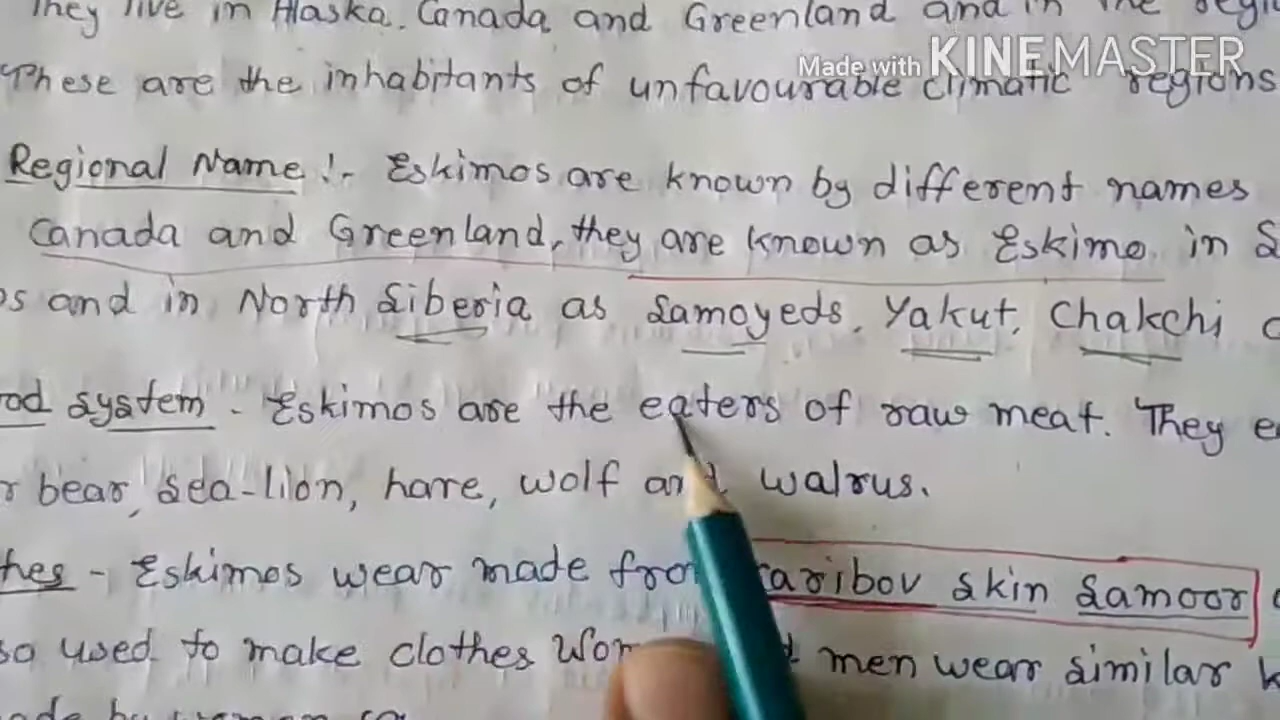 They live in Alaska, Canada and Greenland and in the
Made with KINEMASTER
These are the inhabitants of unfavourable climatic regions
Regional Name :- Eskimos are known by different names
Canada and Greenland, they are known as Eskimo in
os and in North Siberia as Samoyeds, Yakut, Chakchi
od system - Eskimos are the eaters of raw meat. They
r bear, sea-lion, hare, wolf and walrus.
hes - Eskimos wear made from caribov skin Samoor
so used to make clothes men wear similar